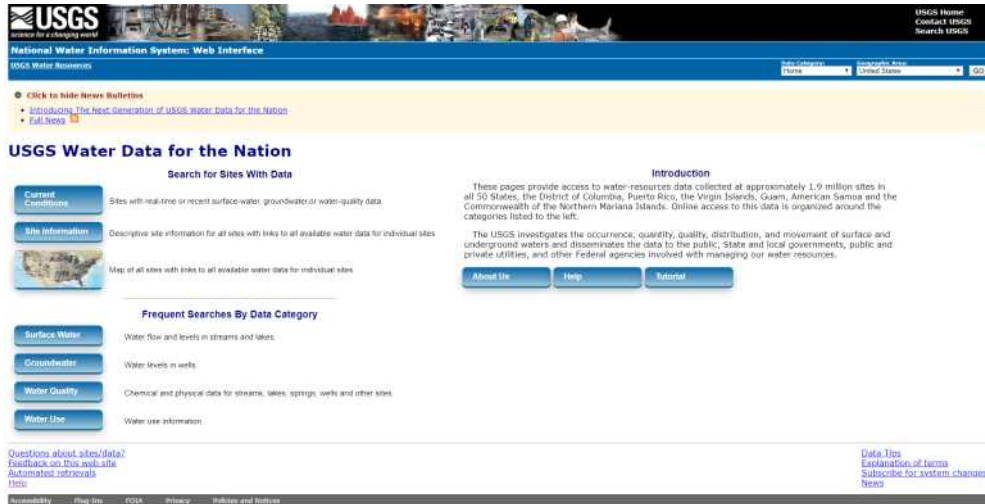 USGS
science for a changing world
USGS Home
Contact USGS
Search USGS
National Water Information System: Web Interface
USGS Water Resources
Data Category:
Home
Geographic Area:
United States
GO
Click to hide News Bulletins
Introducing The Next Generation of USGS Water Data for the Nation
Full News
USGS Water Data for the Nation
Search for Sites With Data
Current
Conditions
Sites with real-time or recent surface-water, groundwater, or water-quality data
Site Information
Descriptive site information for all sites with links to all available water data for individual sites
Map of all sites with links to all available water data for individual sites
Frequent Searches By Data Category
Surface Water
Water flow and levels in streams and lakes.
Groundwater
Water levels in wells.
Water Quality
Chemical and physical data for streams, lakes, springs, wells and other sites.
Water Use
Water use information
Introduction
These pages provide access to water-resources data collected at approximately 1.9 million sites in
all 50 States, the District of Columbia, Puerto Rico, the Virgin Islands, Guam, American Samoa and the
Commonwealth of the Northern Mariana Islands. Online access to this data is organized around the
categories listed to the left.
The USGS investigates the occurrence, quantity, quality, distribution, and movement of surface and
underground waters and disseminates the data to the public, State and local governments, public and
private utilities, and other Federal agencies involved with managing our water resources.
About Us
Help
Tutorial
Questions about sites/data?
Feedback on this web site
Automated retrievals
Help
Data Tips
Explanation of terms
Subscribe for system changes
News
Accessibility
Plug-Ins
FOIA
Privacy
Policies and Notices